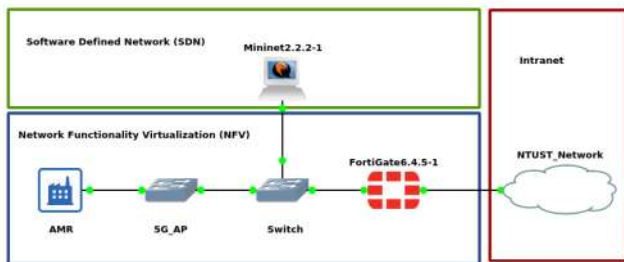 Software Defined Network (SDN)
Mininet2.2.2-1
Intranet
Network Functionality Virtualization (NFV)
FortiGate6.4.5-1
NTUST_Network
AMR
5G_AP
Switch